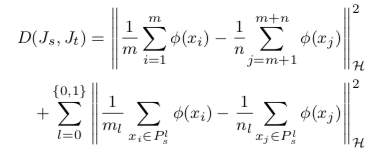 D(J_s, J_t) = \left\| \frac{1}{m} \sum_{i=1}^{m} \phi(x_i) - \frac{1}{n} \sum_{j=m+1}^{m+n} \phi(x_j) \right\|_{\mathcal{H}}^{2}
+ \sum_{l=0}^{\{0,1\}} \left\| \frac{1}{m_l} \sum_{x_i \in P_s^l} \phi(x_i) - \frac{1}{n_l} \sum_{x_j \in P_s^l} \phi(x_j) \right\|_{\mathcal{H}}^{2}